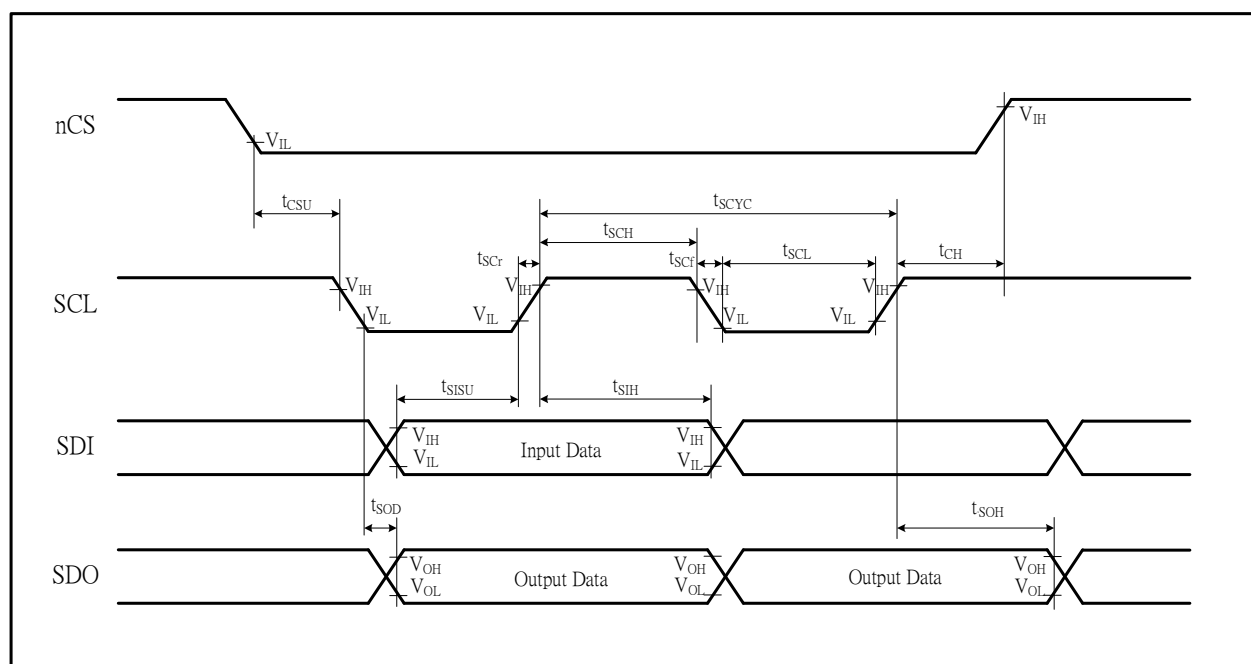 nCS
V_IL
V_IH
t_CSU
t_SCYC
t_SCH
t_SCr
t_SCf
t_SCL
t_CH
SCL
V_IH
V_IL
V_IL
V_IH
V_IH
V_IL
V_IL
V_IH
t_SISU
t_SIH
SDI
V_IH
V_IL
Input Data
V_IH
V_IL
t_SOD
t_SOH
SDO
V_OH
V_OL
Output Data
V_OH
V_OL
Output Data
V_OH
V_OL